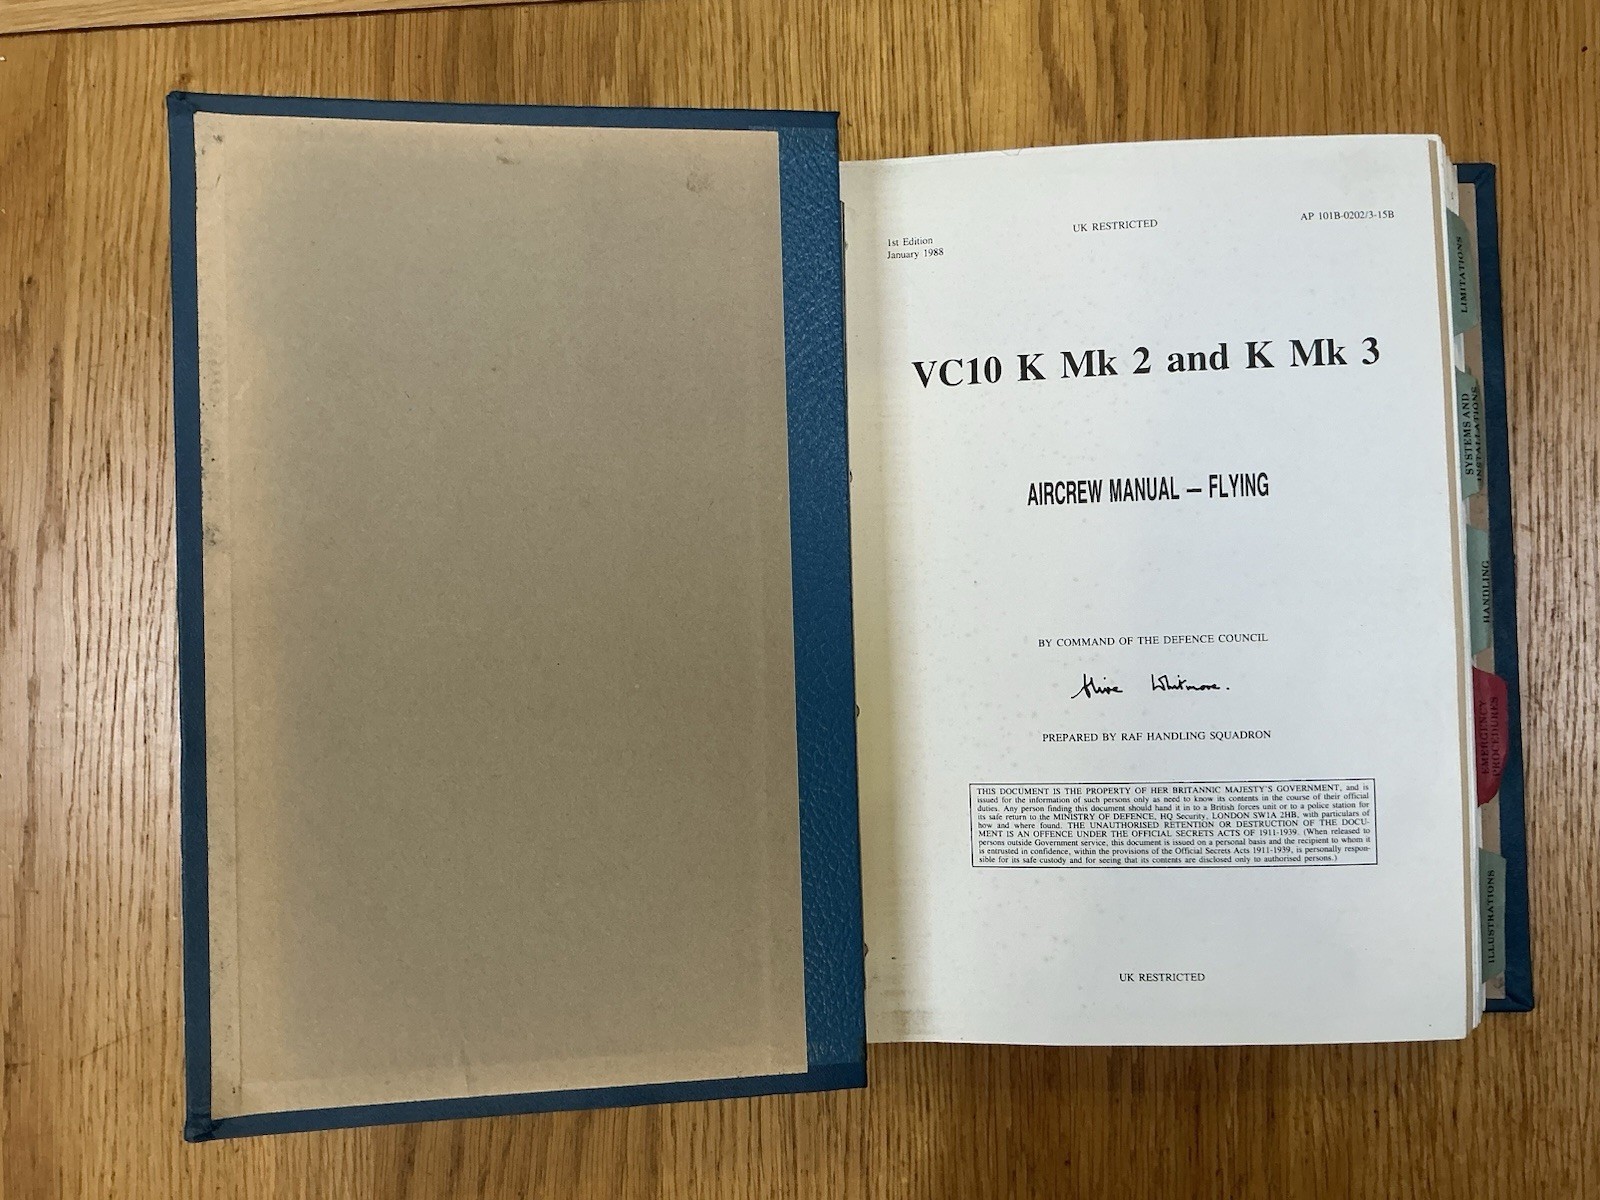 UK RESTRICTED
AP 101B-0202/3-15B
1st Edition
January 1988
VC10 K Mk 2 and K Mk 3
AIRCREW MANUAL — FLYING
BY COMMAND OF THE DEFENCE COUNCIL
Whitmore.
PREPARED BY RAF HANDLING SQUADRON
THIS DOCUMENT IS THE PROPERTY OF HER BRITANNIC MAJESTY'S GOVERNMENT, and is
issued for the information of such persons only as need to know its contents in the course of their official
duties. Any person finding this document should hand it in to a British forces unit or to a police station for
its safe return to the MINISTRY OF DEFENCE, HQ Security, LONDON SW1A 2HB, with particulars of
how and where found. THE UNAUTHORISED RETENTION OR DESTRUCTION OF THE DOCU-
MENT IS AN OFFENCE UNDER THE OFFICIAL SECRETS ACTS OF 1911-1939. (When released to
persons outside Government service, this document is issued on a personal basis and the recipient to whom it
is entrusted in confidence, within the provisions of the Official Secrets Acts 1911-1939, is personally respon-
sible for its safe custody and for seeing that its contents are disclosed only to authorised persons.)
UK RESTRICTED
LIMITATIONS
SYSTEMS AND
INSTALLATIONS
HANDLING
EMERGENCY
PROCEDURES
ILLUSTRATIONS